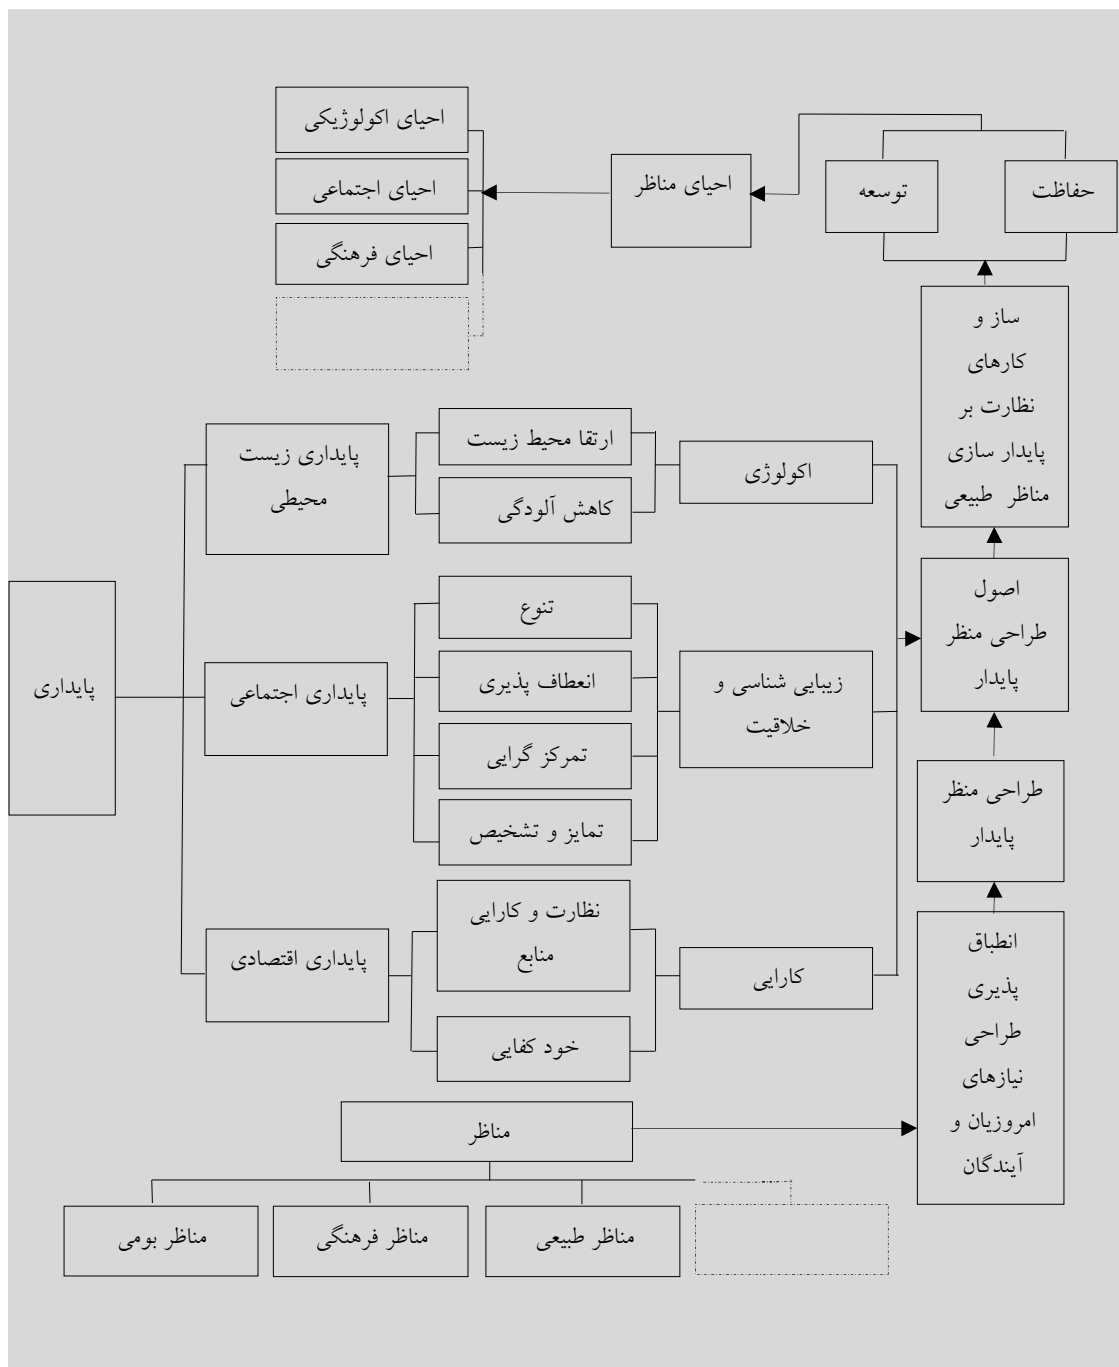 احیای اکولوژیکی
احیای اجتماعی
احیای فرهنگی
احیای مناظر
توسعه
حفاظت
ساز و
کارهای
نظارت بر
پایدار سازی
مناظر طبیعی
اصول
طراحی منظر
پایدار
طراحی منظر
پایدار
انطباق
پذیری
طراحی
نیازهای
امروزیان و
آیندگان
اکولوژی
زیبایی شناسی و
خلاقیت
کارایی
ارتقا محیط زیست
کاهش آلودگی
تنوع
انعطاف پذیری
تمرکز گرایی
تمایز و تشخیص
نظارت و کارایی
منابع
خود کفایی
پایداری زیست
محیطی
پایداری اجتماعی
پایداری اقتصادی
پایداری
مناظر
مناظر طبیعی
مناظر فرهنگی
مناظر بومی